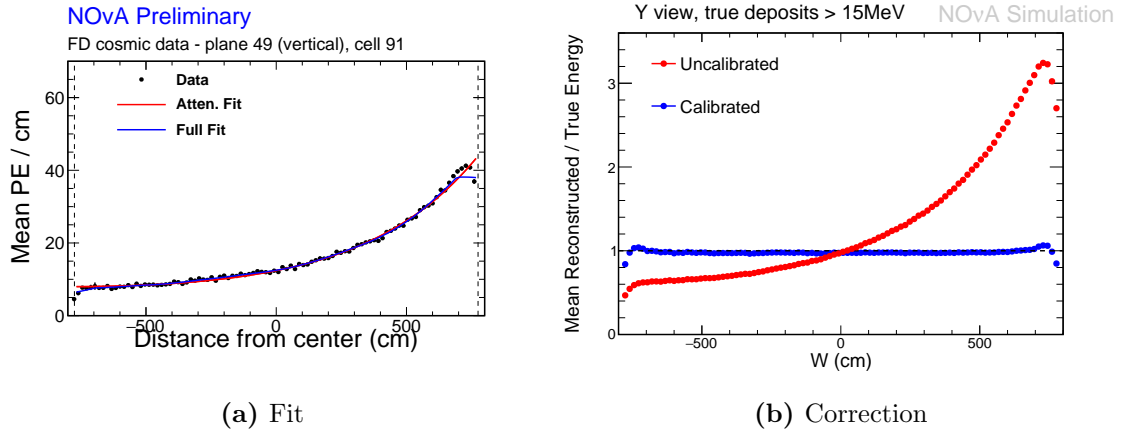 NOνA Preliminary
FD cosmic data - plane 49 (vertical), cell 91
Data
Atten. Fit
Full Fit
Mean PE / cm
60
40
20
0
−500
0
500
Distance from center (cm)
(a) Fit
Y view, true deposits > 15MeV
NOνA Simulation
Uncalibrated
Calibrated
Mean Reconstructed / True Energy
3
2
1
0
−500
0
500
W (cm)
(b) Correction